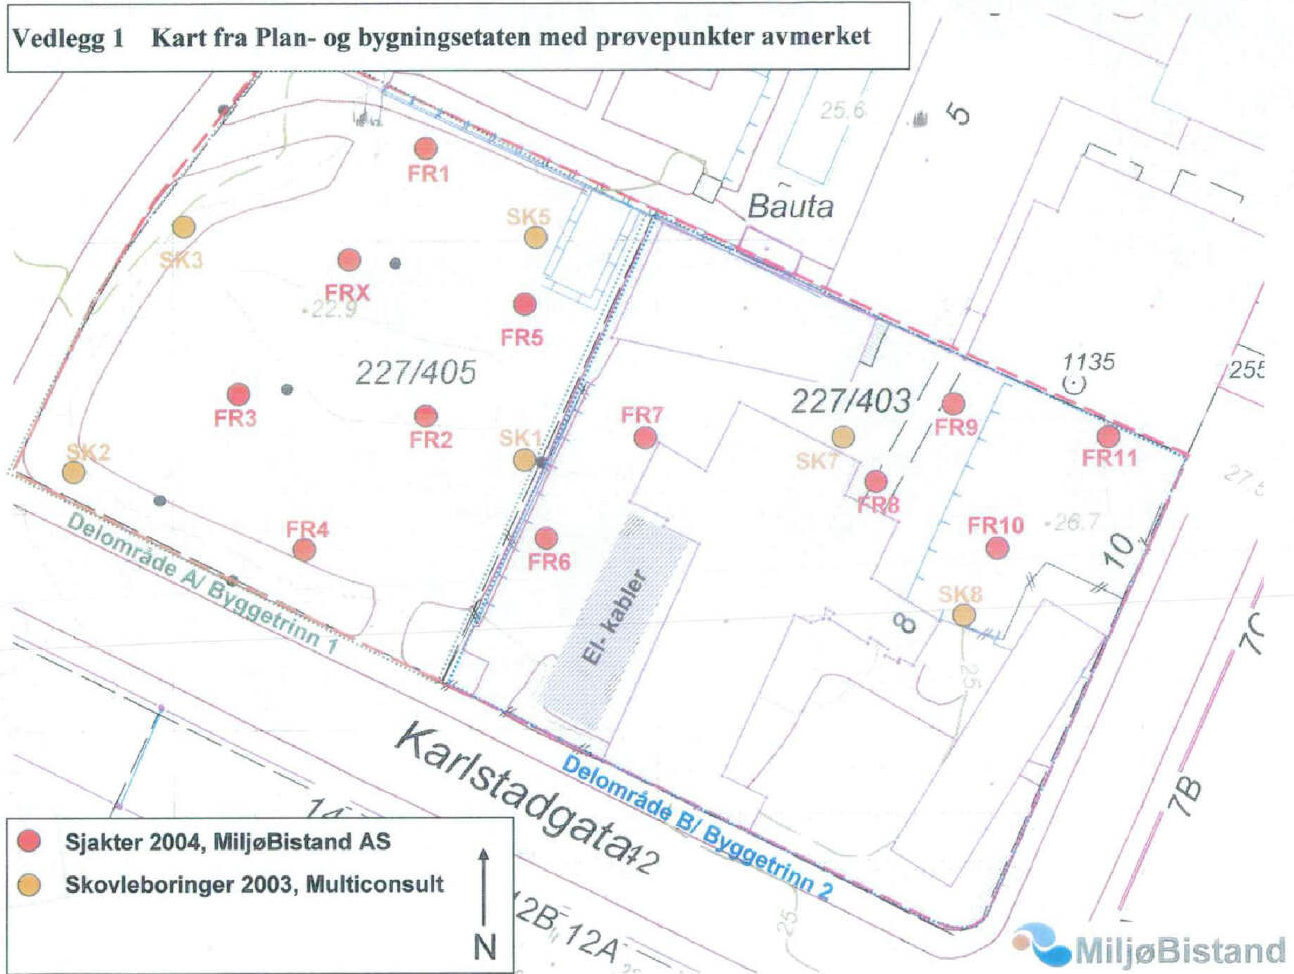 Vedlegg 1 Kart fra Plan- og bygningsetaten med prøvepunkter avmerket
25.6
5
FR1
Bauta
SK5
SK3
FRX
22.9
FR5
1135
255
227/405
227/403
FR3
FR2
FR7
FR9
SK1
SK7
FR11
SK2
FR8
27.5
FR4
FR6
FR10
26.7
10
Delområde A/ Byggetrinn 1
El- kabler
SK8
8
7C
25
Karlstadgata
42
Delområde B/ Byggetrinn 2
7B
14
Sjakter 2004, MiljøBistand AS
Skovleboringer 2003, Multiconsult
N
12B
12A
25
MiljøBistand